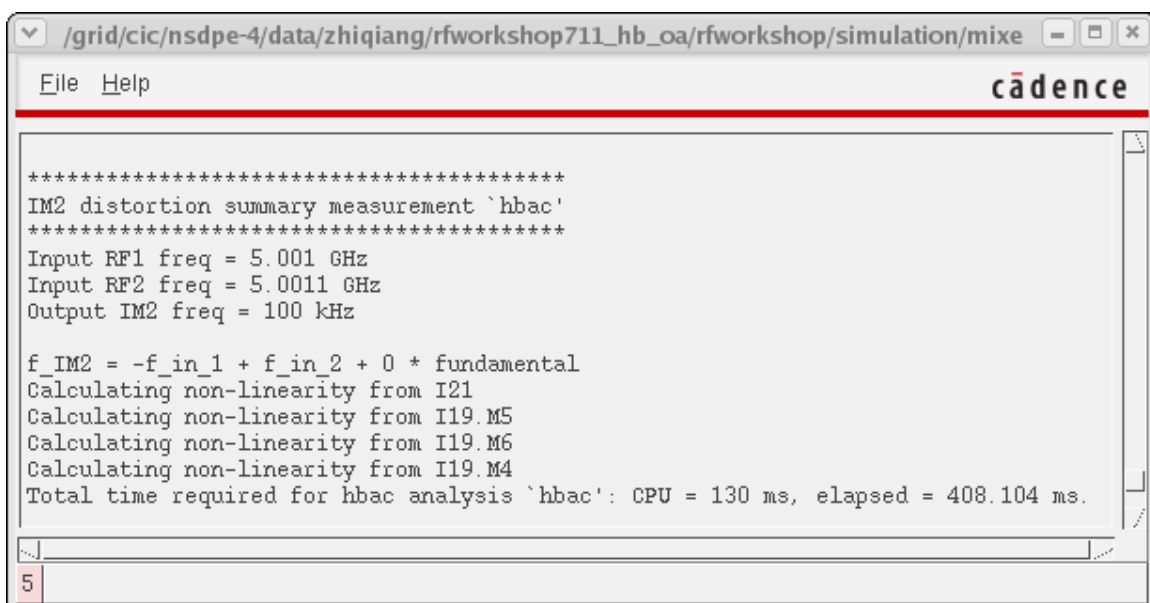 /grid/cic/nsdpe-4/data/zhiqiang/rfworkshop711_hb_oa/rfworkshop/simulation/mixe
File Help
cādence
*****************************************
IM2 distortion summary measurement `hbac'
*****************************************
Input RF1 freq = 5.001 GHz
Input RF2 freq = 5.0011 GHz
Output IM2 freq = 100 kHz
f_IM2 = -f_in_1 + f_in_2 + 0 * fundamental
Calculating non-linearity from I21
Calculating non-linearity from I19.M5
Calculating non-linearity from I19.M6
Calculating non-linearity from I19.M4
Total time required for hbac analysis `hbac': CPU = 130 ms, elapsed = 408.104 ms.
5